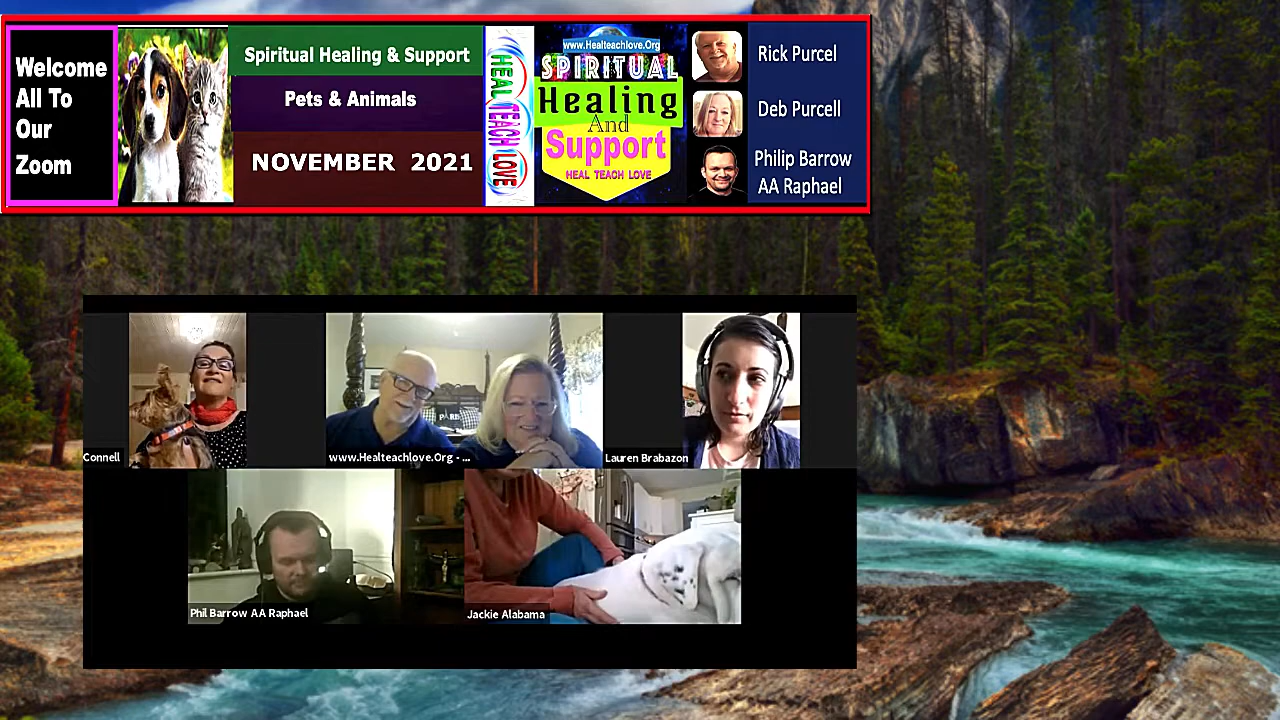 Welcome
All To
Our
Zoom
Spiritual Healing & Support
Pets & Animals
NOVEMBER 2021
HEAL TEACH LOVE
www.Healteachlove.Org
SPIRITUAL
Healing
And
Support
HEAL TEACH LOVE
Rick Purcel
Deb Purcell
Philip Barrow
AA Raphael
Connell
www.Healteachlove.Org - ...
Lauren Brabazon
PARIS
Phil Barrow AA Raphael
Jackie Alabama